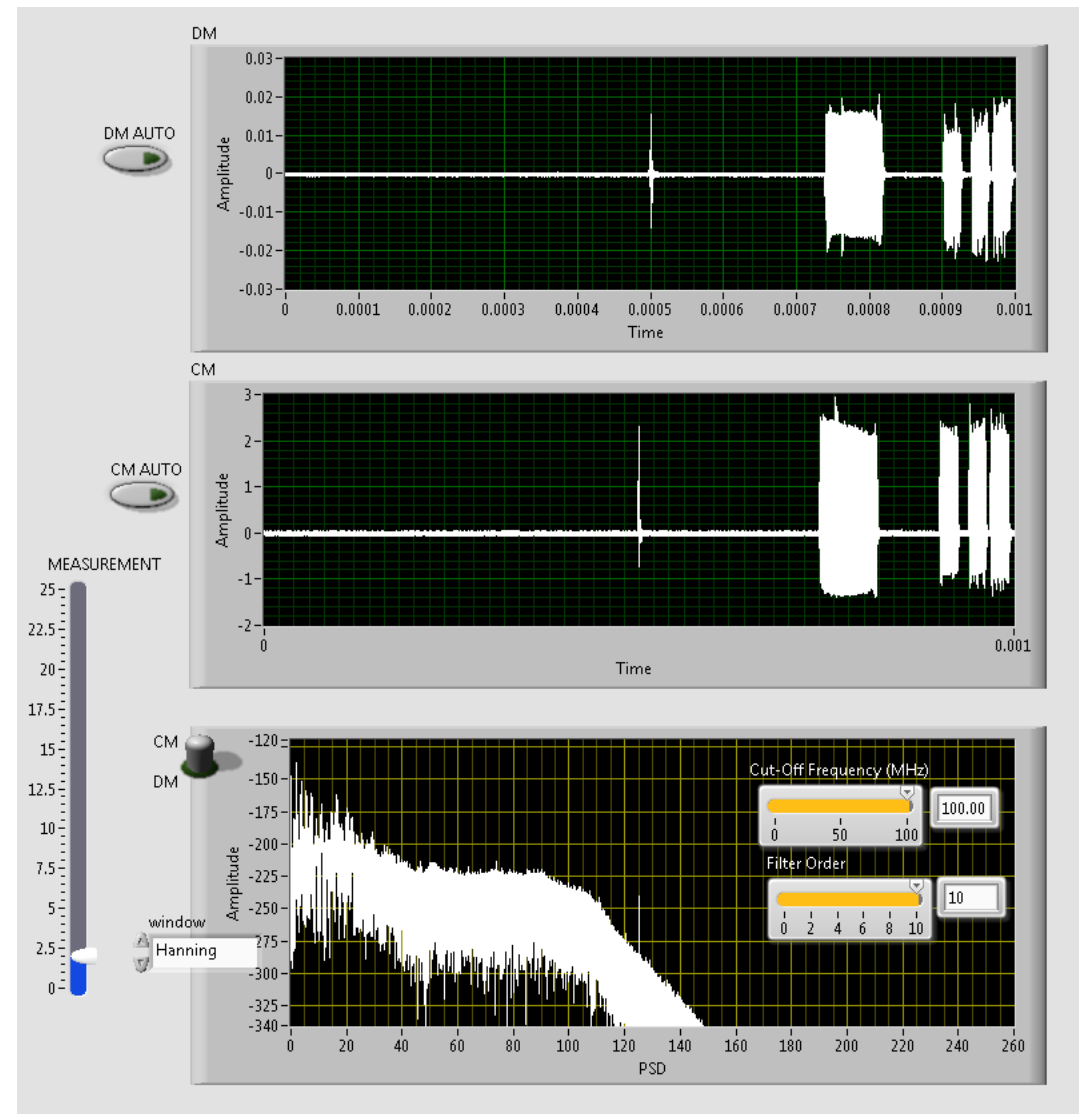 DM
0.03
0.02
0.01
0
-0.01
-0.02
-0.03
Amplitude
DM AUTO
0 0.0001 0.0002 0.0003 0.0004 0.0005 0.0006 0.0007 0.0008 0.0009 0.001
Time
CM
3
2
1
0
-1
-2
Amplitude
CM AUTO
0 0.001
Time
MEASUREMENT
25
22.5
20
17.5
15
12.5
10
7.5
5
2.5
0
CM
DM
window
Hanning
-120
-150
-175
-200
-225
-250
-275
-300
-325
-340
Amplitude
Cut-Off Frequency (MHz)
0 50 100
100.00
Filter Order
0 2 4 6 8 10
10
0 20 40 60 80 100 120 140 160 180 200 220 240 260
PSD